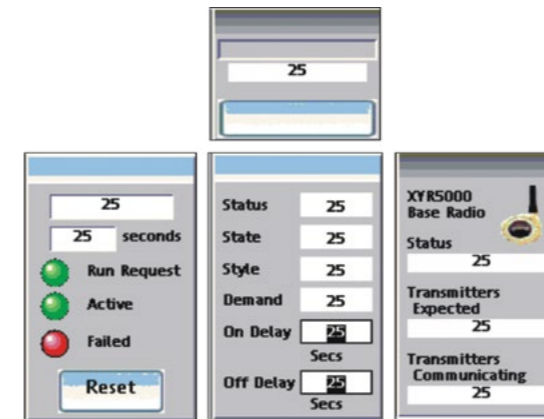 25
25
25 seconds
Run Request
Active
Failed
Reset
Status 25
State 25
Style 25
Demand 25
On Delay 25
Secs
Off Delay 25
Secs
XYR5000
Base Radio
Status
25
Transmitters
Expected
25
Transmitters
Communicating
25